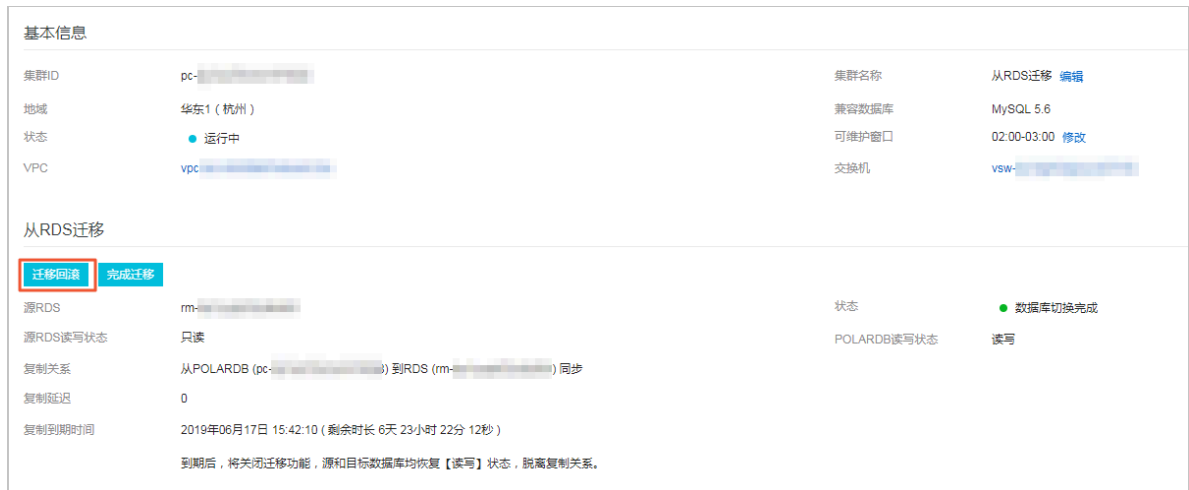 基本信息
集群ID pc- 集群名称 从RDS迁移 编辑
地域 华东1 ( 杭州 ) 兼容数据库 MySQL 5.6
状态 运行中 可维护窗口 02:00-03:00 修改
VPC vpc 交换机 vsw-
从RDS迁移
迁移回滚 完成迁移
源RDS rm- 状态 数据库切换完成
源RDS读写状态 只读 POLARDB读写状态 读写
复制关系 从POLARDB (pc- 3) 到RDS (rm- ) 同步
复制延迟 0
复制到期时间 2019年06月17日 15:42:10 ( 剩余时长 6天 23小时 22分 12秒 )
到期后，将关闭迁移功能，源和目标数据库均恢复【读写】状态，脱离复制关系。